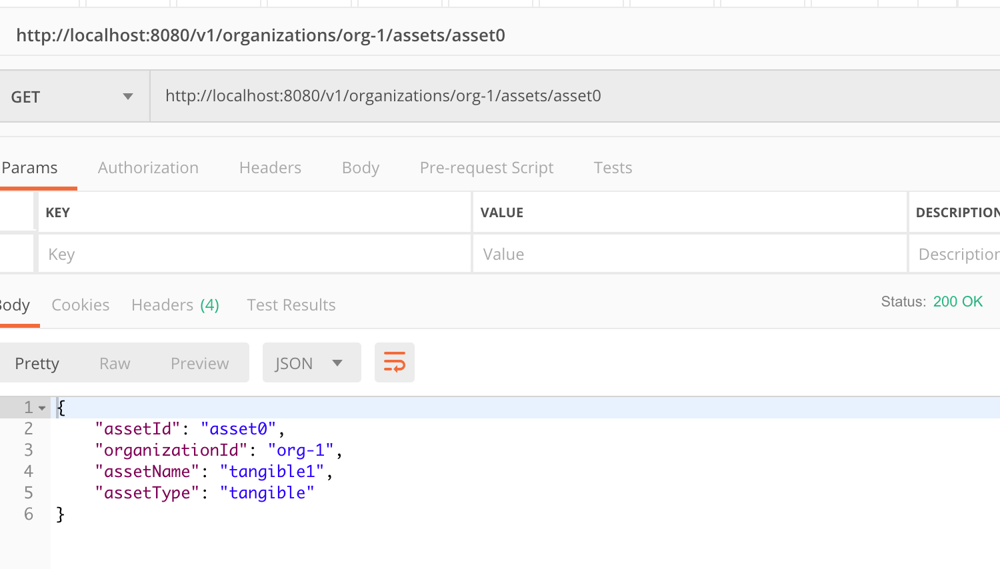 http://localhost:8080/v1/organizations/org-1/assets/asset0
GET http://localhost:8080/v1/organizations/org-1/assets/asset0
Params Authorization Headers Body Pre-request Script Tests
KEY VALUE DESCRIPTION
Key Value Description
Body Cookies Headers (4) Test Results Status: 200 OK
Pretty Raw Preview JSON
1 {
2 "assetId": "asset0",
3 "organizationId": "org-1",
4 "assetName": "tangible1",
5 "assetType": "tangible"
6 }